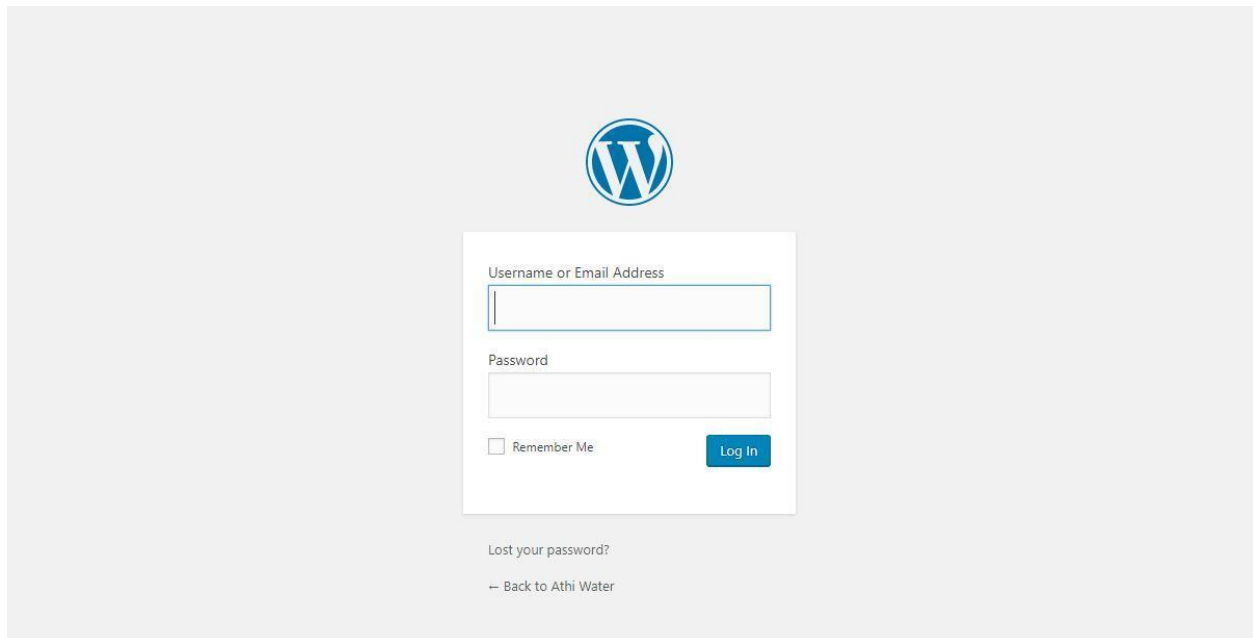 Username or Email Address
Password
Remember Me
Log In
Lost your password?
← Back to Athi Water